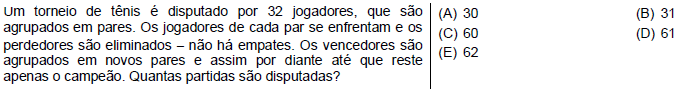 Um torneio de tênis é disputado por 32 jogadores, que são
agrupados em pares. Os jogadores de cada par se enfrentam e os
perdedores são eliminados – não há empates. Os vencedores são
agrupados em novos pares e assim por diante até que reste
apenas o campeão. Quantas partidas são disputadas?
(A) 30 (B) 31
(C) 60 (D) 61
(E) 62